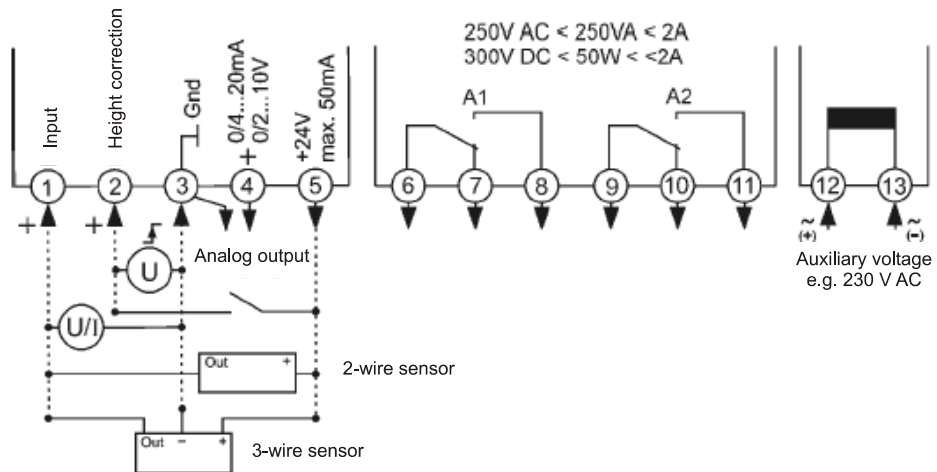 250V AC < 250VA < 2A
300V DC < 50W < <2A
Input
Height correction
Gnd
0/4...20mA
+ 0/2...10V
+24V
max. 50mA
A1
A2
1
2
3
4
5
6
7
8
9
10
11
12
13
+
+
~
(+)
~
(-)
U
Analog output
Auxiliary voltage
e.g. 230 V AC
U/I
Out +
2-wire sensor
Out - +
3-wire sensor